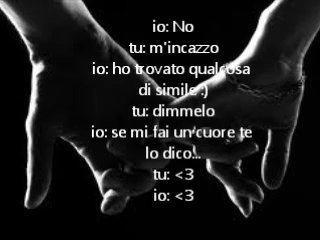 io: No
tu: m'incazzo
io: ho trovato qualcosa
di simile :)
tu: dimmelo
io: se mi fai un cuore te
lo dico...
tu: <3
io: <3